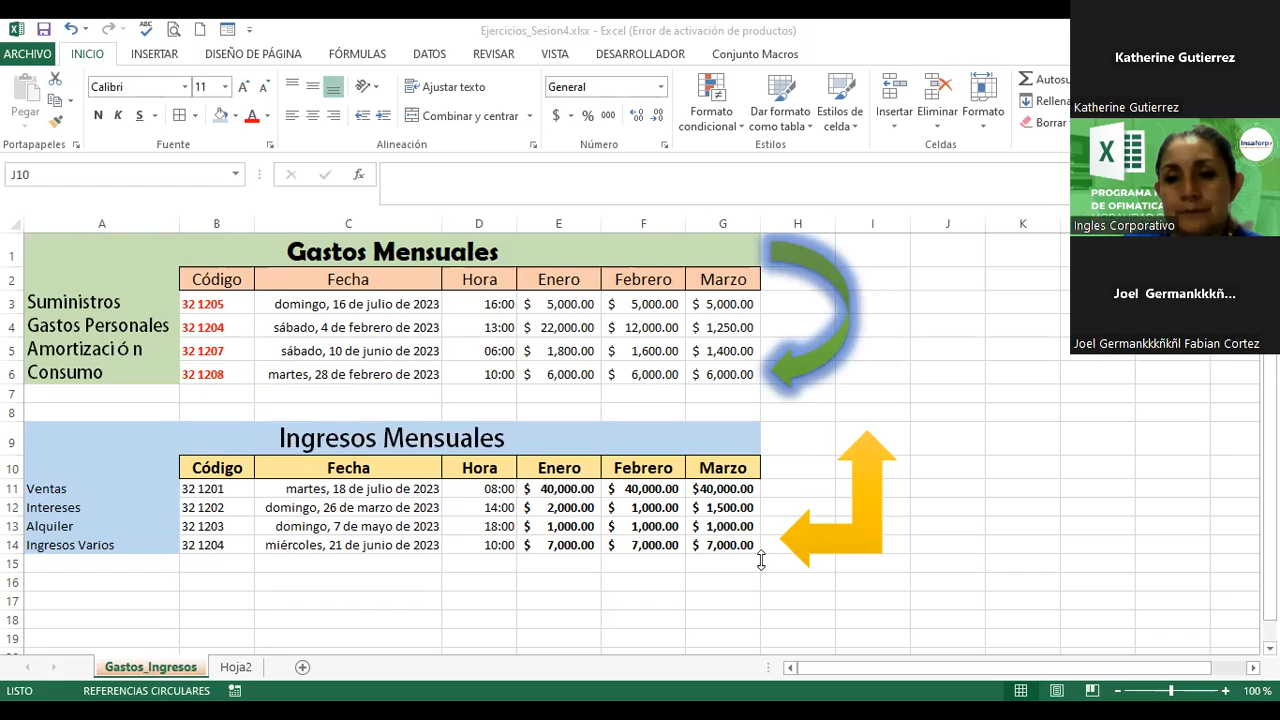 Ejercicios_Sesion4.xlsx - Excel (Error de activación de productos)
ARCHIVO INICIO INSERTAR DISEÑO DE PÁGINA FÓRMULAS DATOS REVISAR VISTA DESARROLLADOR Conjunto Macros
Pegar
Calibri 11
N K S
Ajustar texto
Combinar y centrar
General
$ % 000
Formato condicional
Dar formato como tabla
Estilos de celda
Insertar Eliminar Formato
Autosu
Rellena
Borrar
Portapapeles Fuente Alineación Número Estilos Celdas
J10
fx
A B C D E F G H I J K
1 Gastos Mensuales
2 Código Fecha Hora Enero Febrero Marzo
3 Suministros 32 1205 domingo, 16 de julio de 2023 16:00 $ 5,000.00 $ 5,000.00 $ 5,000.00
4 Gastos Personales 32 1204 sábado, 4 de febrero de 2023 13:00 $ 22,000.00 $ 12,000.00 $ 1,250.00
5 Amortizaci ó n 32 1207 sábado, 10 de junio de 2023 06:00 $ 1,800.00 $ 1,600.00 $ 1,400.00
6 Consumo 32 1208 martes, 28 de febrero de 2023 10:00 $ 6,000.00 $ 6,000.00 $ 6,000.00
7
8
9 Ingresos Mensuales
10 Código Fecha Hora Enero Febrero Marzo
11 Ventas 32 1201 martes, 18 de julio de 2023 08:00 $ 40,000.00 $ 40,000.00 $40,000.00
12 Intereses 32 1202 domingo, 26 de marzo de 2023 14:00 $ 2,000.00 $ 1,000.00 $ 1,500.00
13 Alquiler 32 1203 domingo, 7 de mayo de 2023 18:00 $ 1,000.00 $ 1,000.00 $ 1,000.00
14 Ingresos Varios 32 1204 miércoles, 21 de junio de 2023 10:00 $ 7,000.00 $ 7,000.00 $ 7,000.00
15
16
17
18
19
Gastos_Ingresos Hoja2
LISTO REFERENCIAS CIRCULARES 100 %
Katherine Gutierrez
Katherine Gutierrez
X
Insaforp
PROGRAMA
DE OFIMATICA
Ingles Corporativo
Joel Germankkkñ...
Joel Germankkkñkñl Fabian Cortez